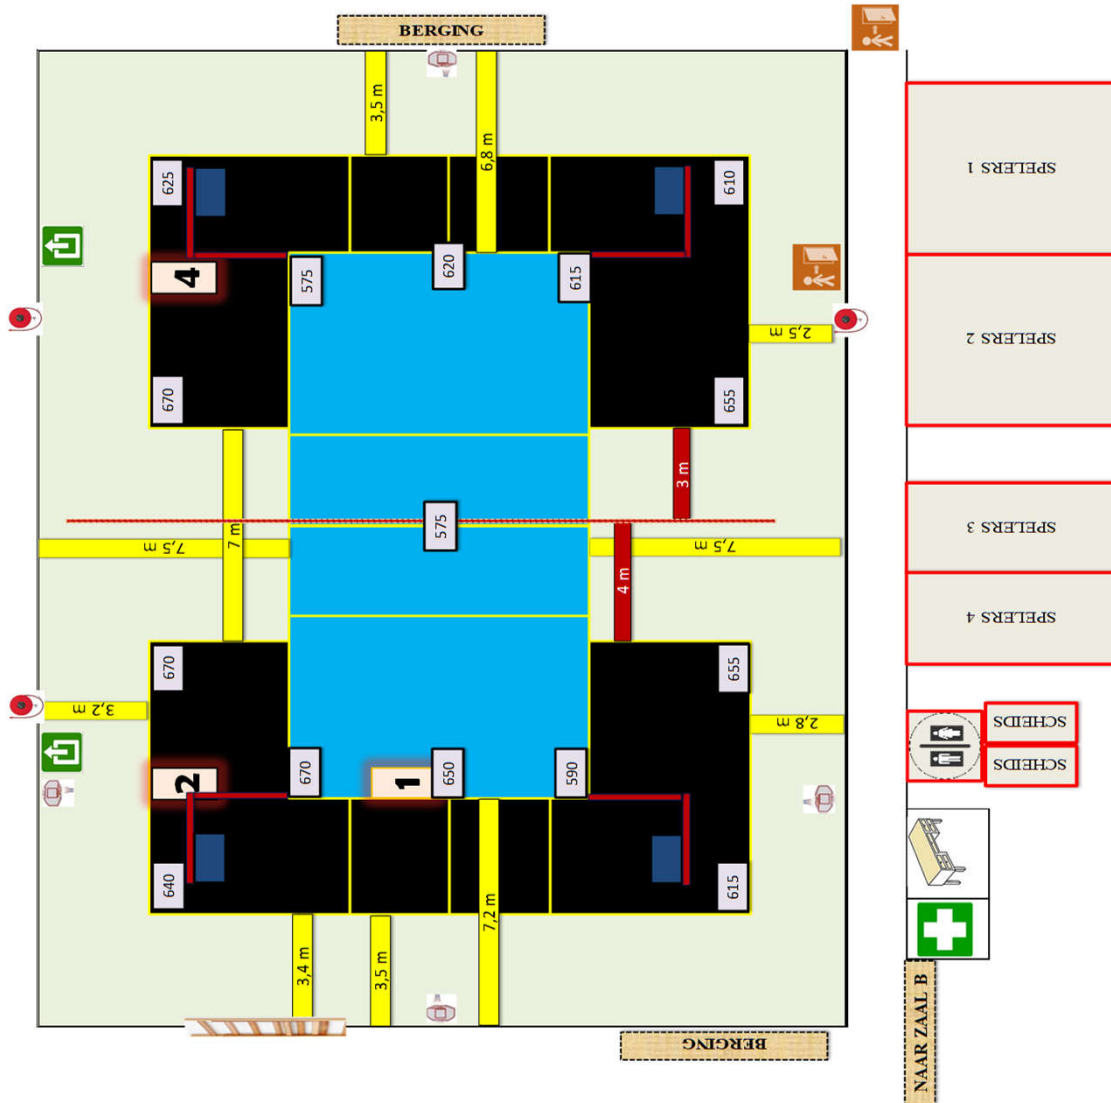 BERGING
3,5 m
6,8 m
625
610
SPELERS 1
4
575
620
615
2,5 m
SPELERS 2
670
655
3 m
7 m
575
7,5 m
7,5 m
4 m
SPELERS 3
SPELERS 4
670
655
3,2 m
2,8 m
SCHEIDS
SCHEIDS
2
670
1
650
590
640
615
3,4 m
3,5 m
7,2 m
BERGING
NAAR ZAAL B